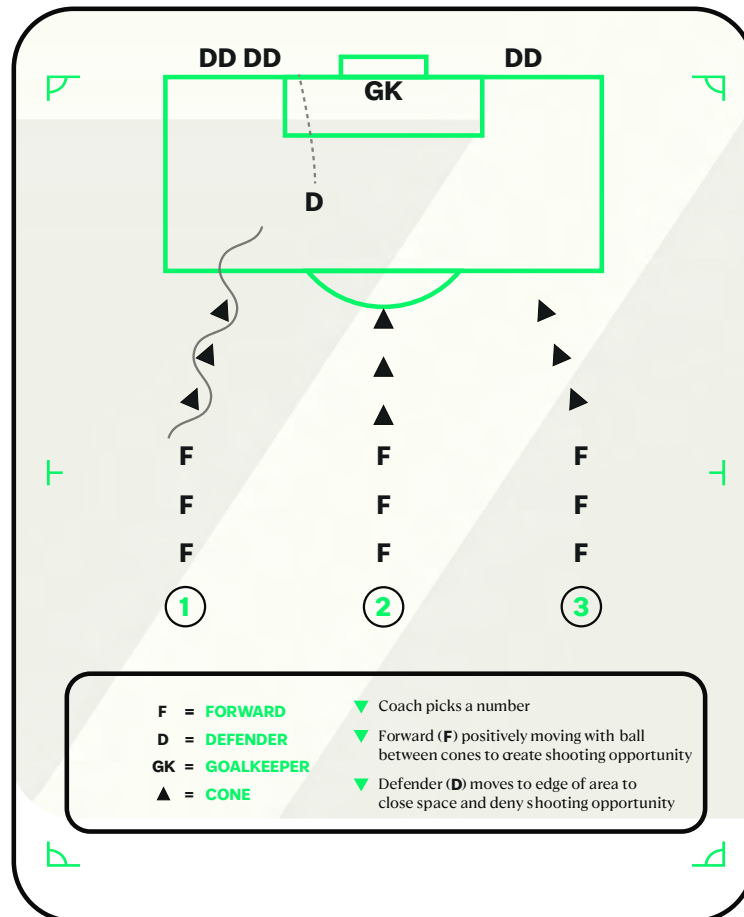 DD DD DD
GK
D
F F F
F F F
F F F
1 2 3
F = FORWARD
D = DEFENDER
GK = GOALKEEPER
= CONE
Coach picks a number
Forward (F) positively moving with ball
between cones to create shooting opportunity
Defender (D) moves to edge of area to
close space and deny shooting opportunity